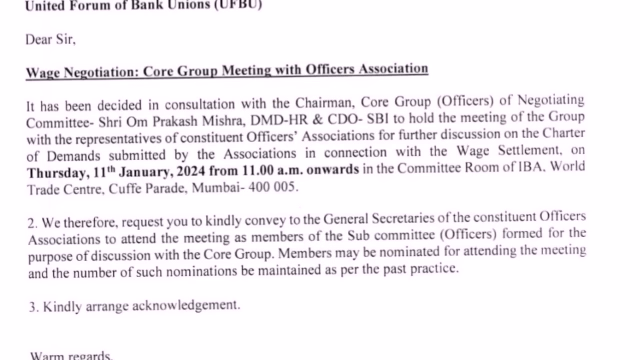 United Forum of Bank Unions (UFBU)
Dear Sir,
Wage Negotiation: Core Group Meeting with Officers Association
It has been decided in consultation with the Chairman, Core Group (Officers) of Negotiating
Committee- Shri Om Prakash Mishra, DMD-HR & CDO- SBI to hold the meeting of the Group
with the representatives of constituent Officers' Associations for further discussion on the Charter
of Demands submitted by the Associations in connection with the Wage Settlement, on
Thursday, 11th January, 2024 from 11.00 a.m. onwards in the Committee Room of IBA, World
Trade Centre, Cuffe Parade, Mumbai- 400 005.
2. We therefore, request you to kindly convey to the General Secretaries of the constituent Officers
Associations to attend the meeting as members of the Sub committee (Officers) formed for the
purpose of discussion with the Core Group. Members may be nominated for attending the meeting
and the number of such nominations be maintained as per the past practice.
3. Kindly arrange acknowledgement.
Warm regards,